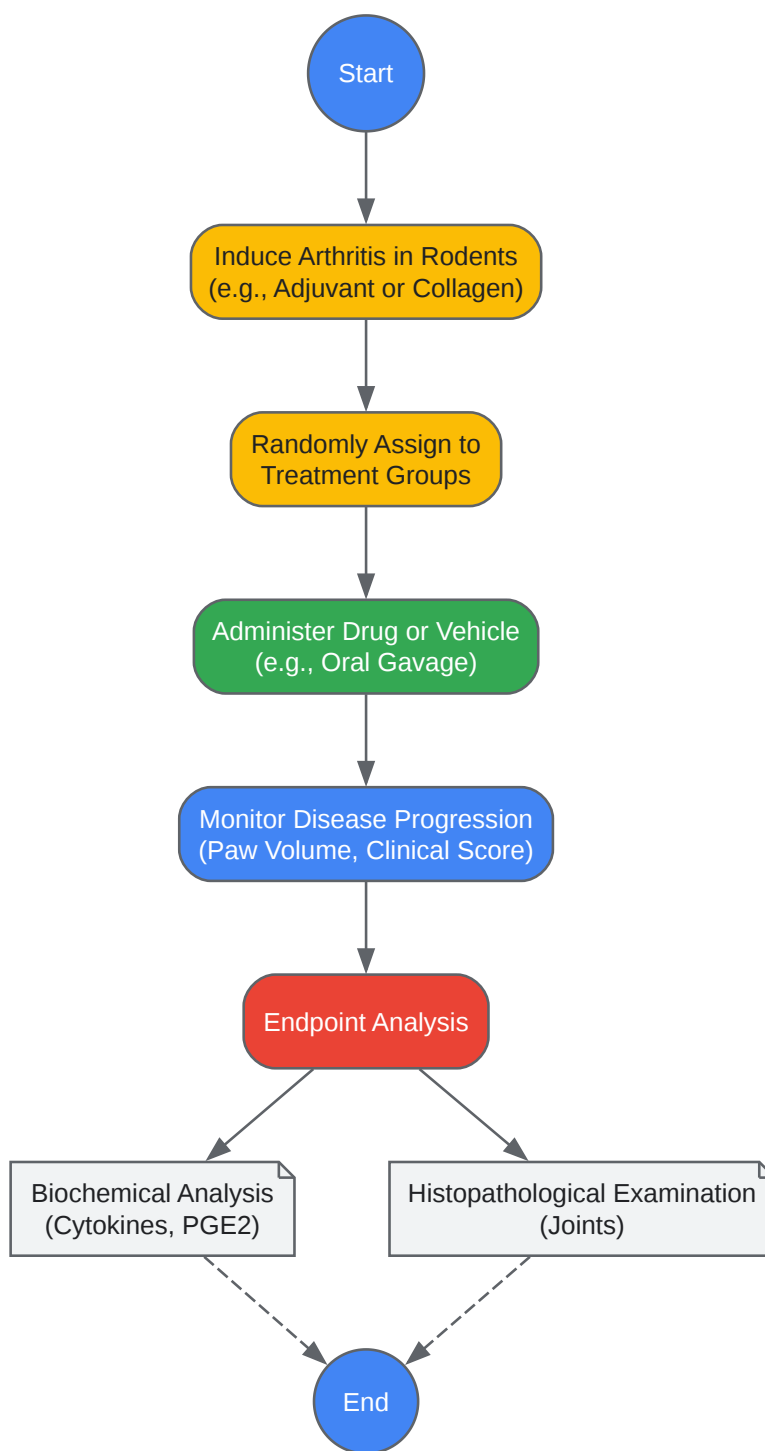 Start
Induce Arthritis in Rodents
(e.g., Adjuvant or Collagen)
Randomly Assign to
Treatment Groups
Administer Drug or Vehicle
(e.g., Oral Gavage)
Monitor Disease Progression
(Paw Volume, Clinical Score)
Endpoint Analysis
Biochemical Analysis
(Cytokines, PGE2)
Histopathological Examination
(Joints)
End